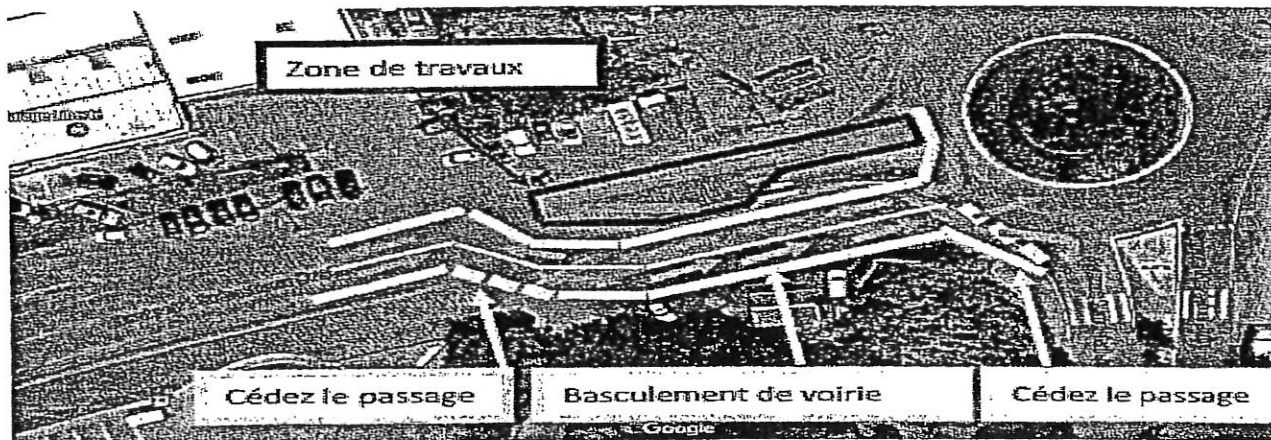 Zone de travaux
Cédez le passage
Basculement de voirie
Cédez le passage
Google